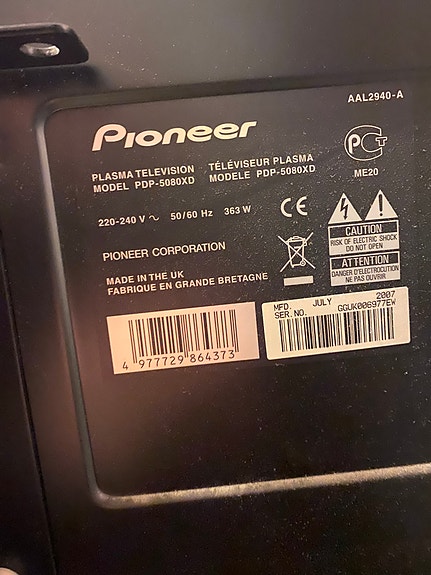 AAL2940-A
Pioneer
PLASMA TELEVISION TÉLÉVISEUR PLASMA
MODEL PDP-5080XD MODELE PDP-5080XD
PCT
ME20
220-240 V ~ 50/60 Hz 363 W
CE
CAUTION
RISK OF ELECTRIC SHOCK
DO NOT OPEN
PIONEER CORPORATION
ATTENTION
DANGER D'ELECTROCUTION
NE PAS OUVRIR
MADE IN THE UK
FABRIQUE EN GRANDE BRETAGNE
MFD. JULY 2007
SER.NO. GGUK006977EW
4 977729 864373